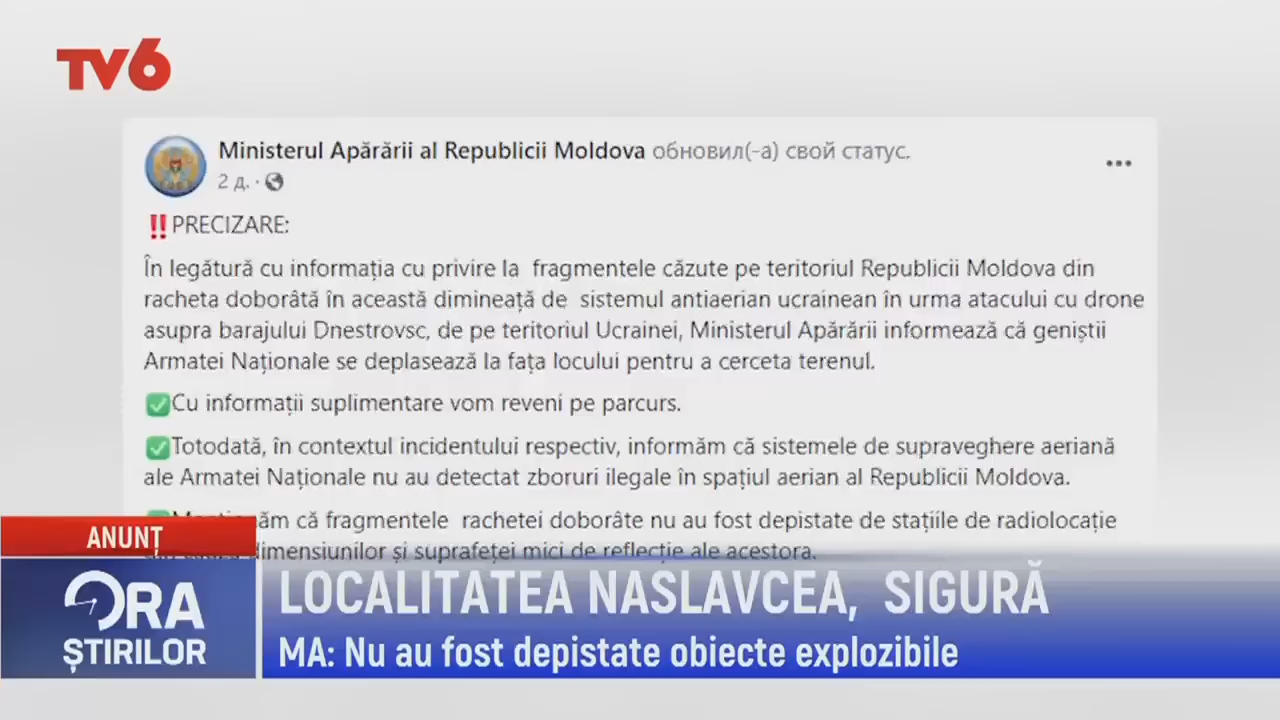 TV6
Ministerul Apărării al Republicii Moldova обновил(-а) свой статус.
2 д. ·
‼️PRECIZARE:
În legătură cu informația cu privire la fragmentele căzute pe teritoriul Republicii Moldova din
racheta doborâtă în această dimineață de sistemul antiaerian ucrainean în urma atacului cu drone
asupra barajului Dnestrovsc, de pe teritoriul Ucrainei, Ministerul Apărării informează că geniștii
Armatei Naționale se deplasează la fața locului pentru a cerceta terenul.
✅Cu informații suplimentare vom reveni pe parcurs.
✅Totodată, în contextul incidentului respectiv, informăm că sistemele de supraveghere aeriană
ale Armatei Naționale nu au detectat zboruri ilegale în spațiul aerian al Republicii Moldova.
că fragmentele rachetei doborâte nu au fost depistate de stațiile de radiolocație
dimensiunilor și suprafeței mici de reflecție ale acestora.
ANUNȚ
ORA
ȘTIRILOR
LOCALITATEA NASLAVCEA, SIGURĂ
MA: Nu au fost depistate obiecte explozibile